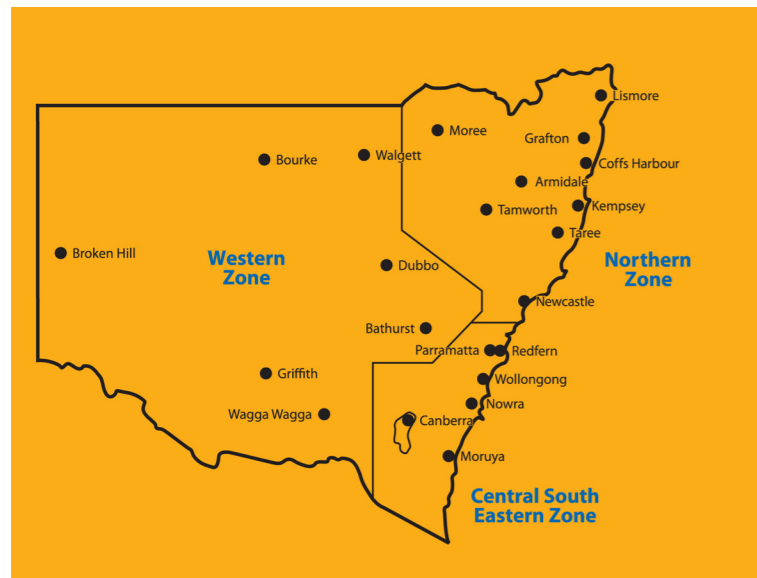 Lismore
Moree
Grafton
Walgett
Bourke
Coffs Harbour
Armidale
Kempsey
Tamworth
Taree
Broken Hill
Western
Zone
Dubbo
Northern
Zone
Newcastle
Bathurst
Parramatta
Redfern
Griffith
Wollongong
Nowra
Wagga Wagga
Canberra
Moruya
Central South
Eastern Zone